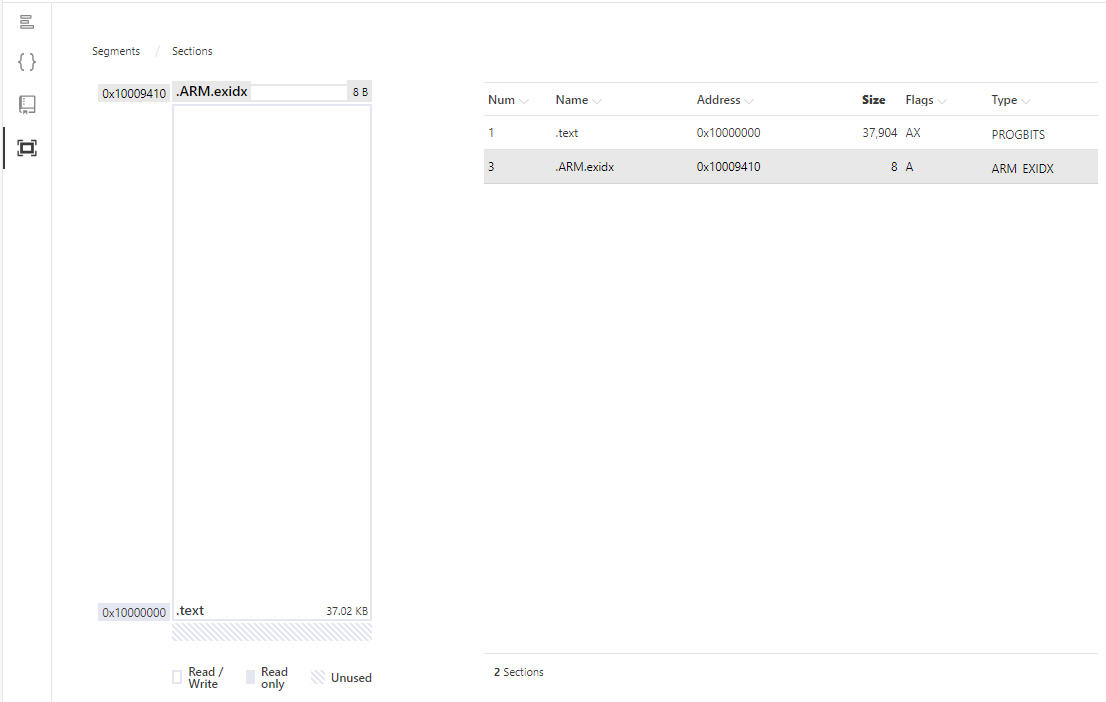 Segments / Sections
0x10009410 .ARM.exidx 8 B
0x10000000 .text 37.02 KB
Read / Write
Read only
Unused
Num Name Address Size Flags Type
1 .text 0x10000000 37,904 AX PROGBITS
3 .ARM.exidx 0x10009410 8 A ARM_EXIDX
2 Sections